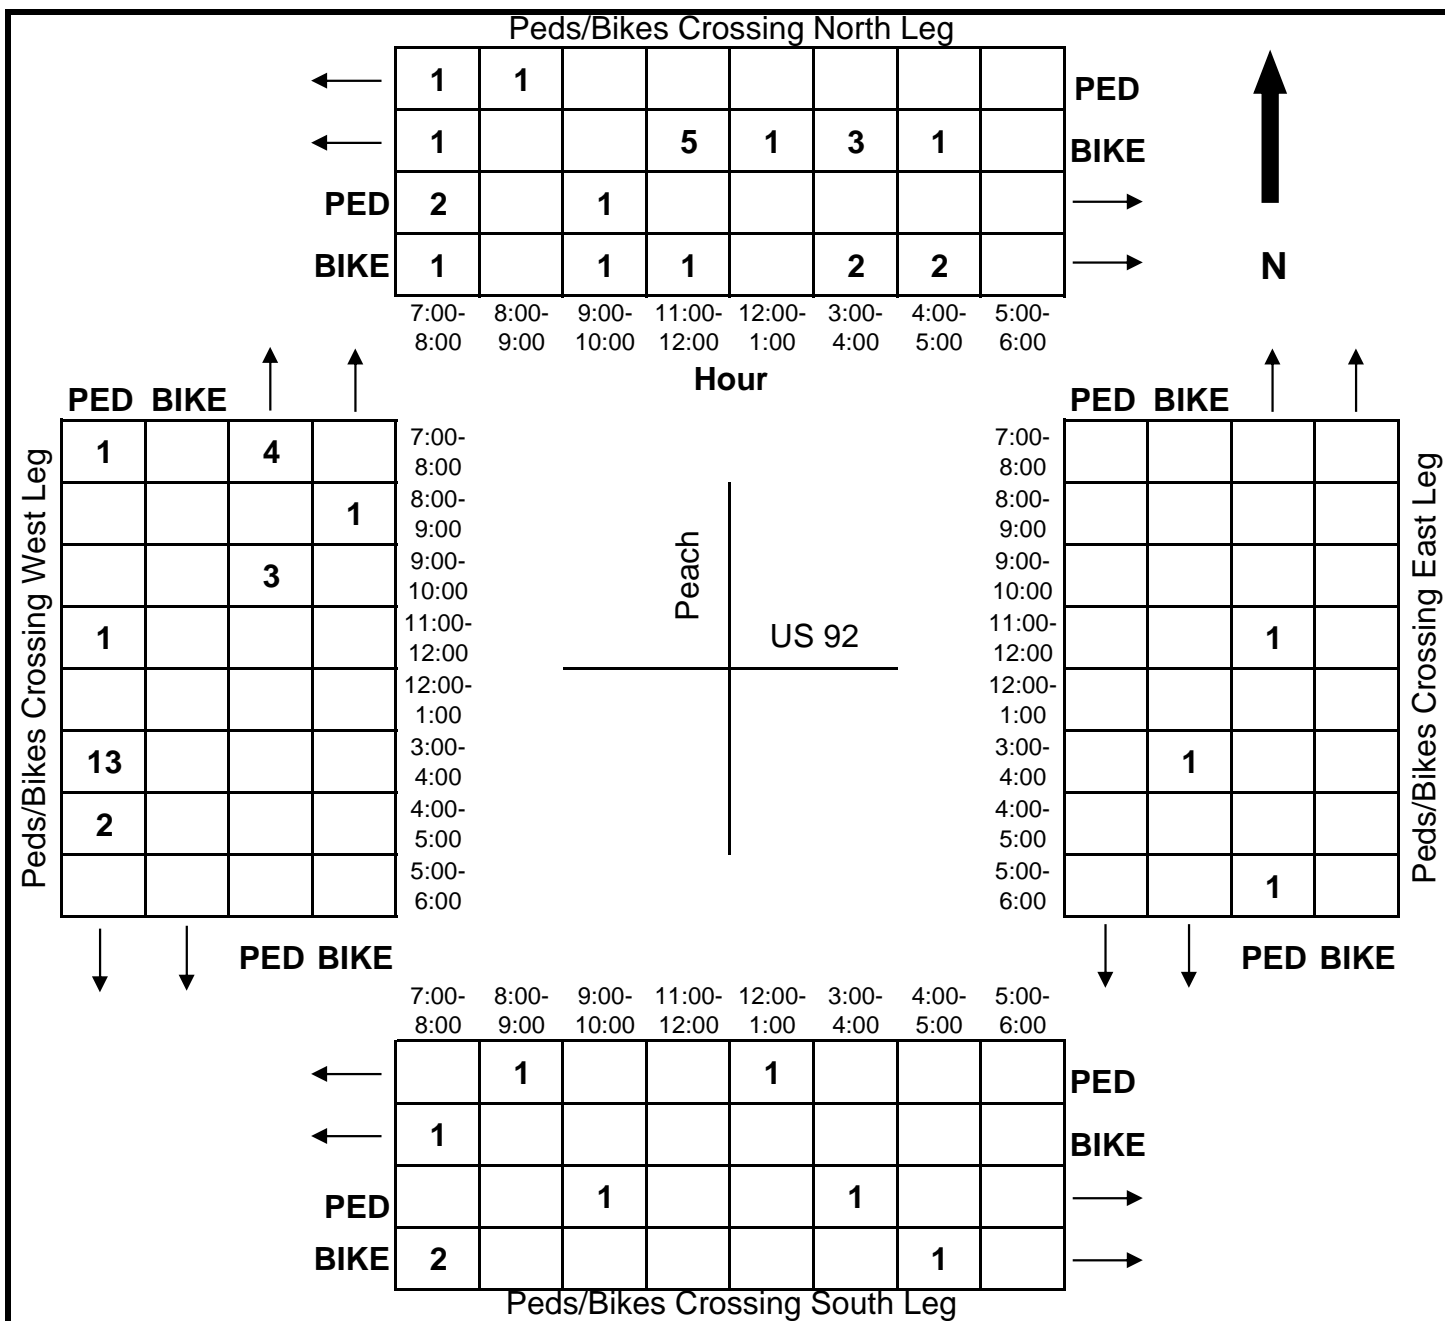 Peds/Bikes Crossing North Leg
1 1 PED
1 5 1 3 1 BIKE
PED 2 1
BIKE 1 1 1 2 2
N
7:00- 8:00- 9:00- 11:00- 12:00- 3:00- 4:00- 5:00-
8:00 9:00 10:00 12:00 1:00 4:00 5:00 6:00
Hour
PED BIKE
Peds/Bikes Crossing West Leg
1 4
1
3
1
13
2
PED BIKE
7:00-
8:00
8:00-
9:00
9:00-
10:00
11:00-
12:00
12:00-
1:00
3:00-
4:00
4:00-
5:00
5:00-
6:00
Peach
US 92
PED BIKE
7:00-
8:00
8:00-
9:00
9:00-
10:00
11:00-
12:00
12:00-
1:00
3:00-
4:00
4:00-
5:00
5:00-
6:00
1
1
1
PED BIKE
Peds/Bikes Crossing East Leg
7:00- 8:00- 9:00- 11:00- 12:00- 3:00- 4:00- 5:00-
8:00 9:00 10:00 12:00 1:00 4:00 5:00 6:00
1 1 PED
1 BIKE
PED 1 1
BIKE 2 1
Peds/Bikes Crossing South Leg